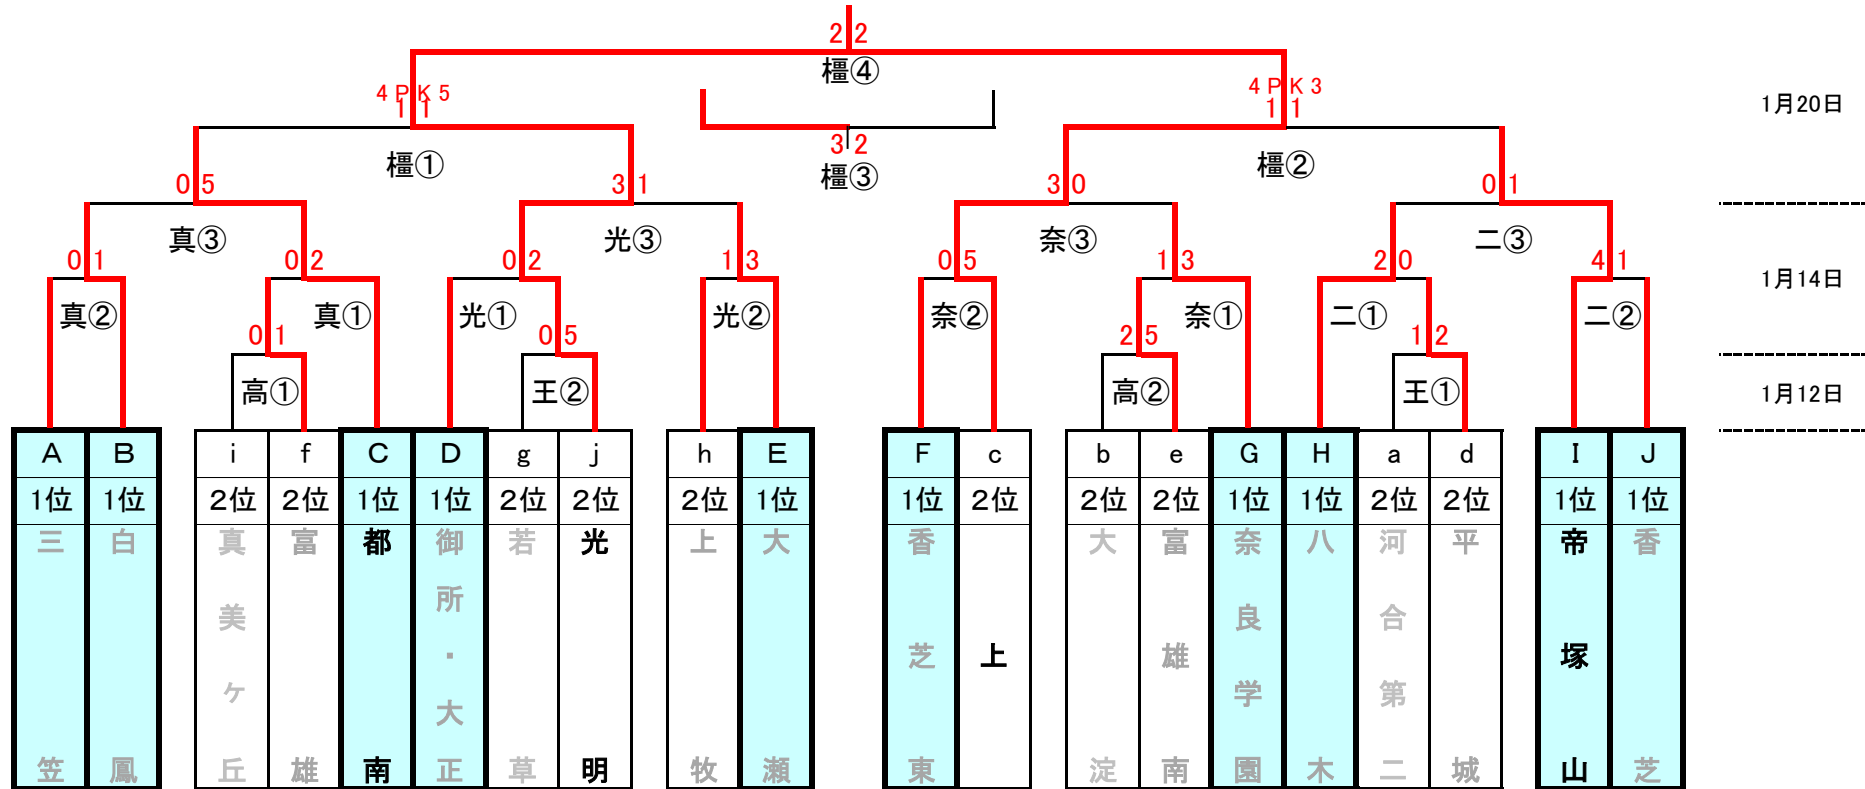 2 2
橿④
4 P K 5
1 1
4 P K 3
1 1
1月20日
3 2
橿①
橿③
橿②
0 5
3 1
3 0
0 1
真③
光③
奈③
二③
0 1
0 2
0 2
1 3
0 5
1 3
2 0
4 1
1月14日
真②
真①
光①
光②
奈②
奈①
二①
二②
0 1
0 5
2 5
1 2
高①
王②
高②
王①
1月12日
A B i f C D g j h E F c b e G H a d I J
1位 1位 2位 2位 1位 1位 2位 2位 2位 1位 1位 2位 2位 2位 1位 1位 2位 2位 1位 1位
三笠
白鳳
真美ヶ丘
富雄
都南
御所・大正
若草
光明
上牧
大瀬
香芝東
上
大淀
富雄南
奈良学園
八木
河合第二
平城
帝塚山
香芝